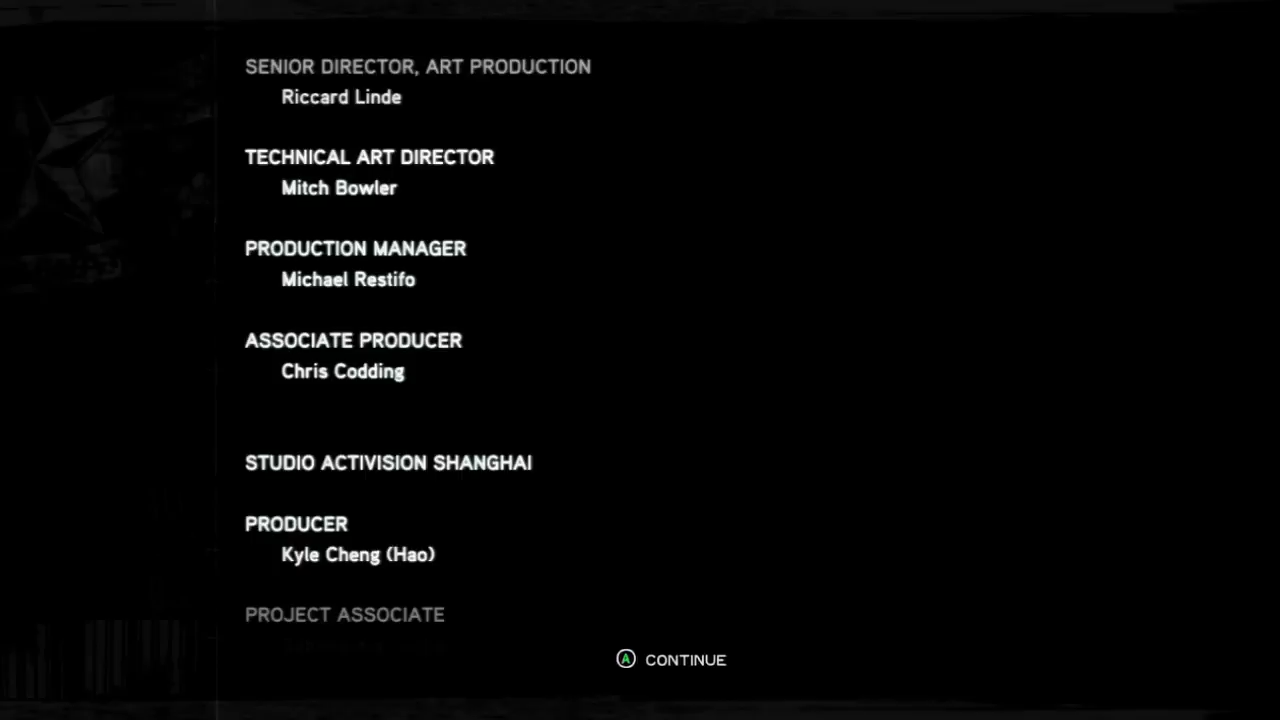 SENIOR DIRECTOR, ART PRODUCTION
Riccard Linde
TECHNICAL ART DIRECTOR
Mitch Bowler
PRODUCTION MANAGER
Michael Restifo
ASSOCIATE PRODUCER
Chris Codding
STUDIO ACTIVISION SHANGHAI
PRODUCER
Kyle Cheng (Hao)
PROJECT ASSOCIATE
A CONTINUE